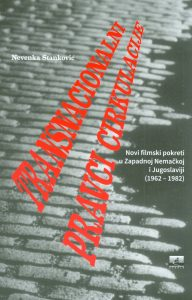 Nevenka Stanković
TRANSNACIONALNI
PRAVCI CIRKULACIJE
Novi filmski pokreti
u Zapadnoj Nemačkoj
i Jugoslaviji
(1962 – 1982)